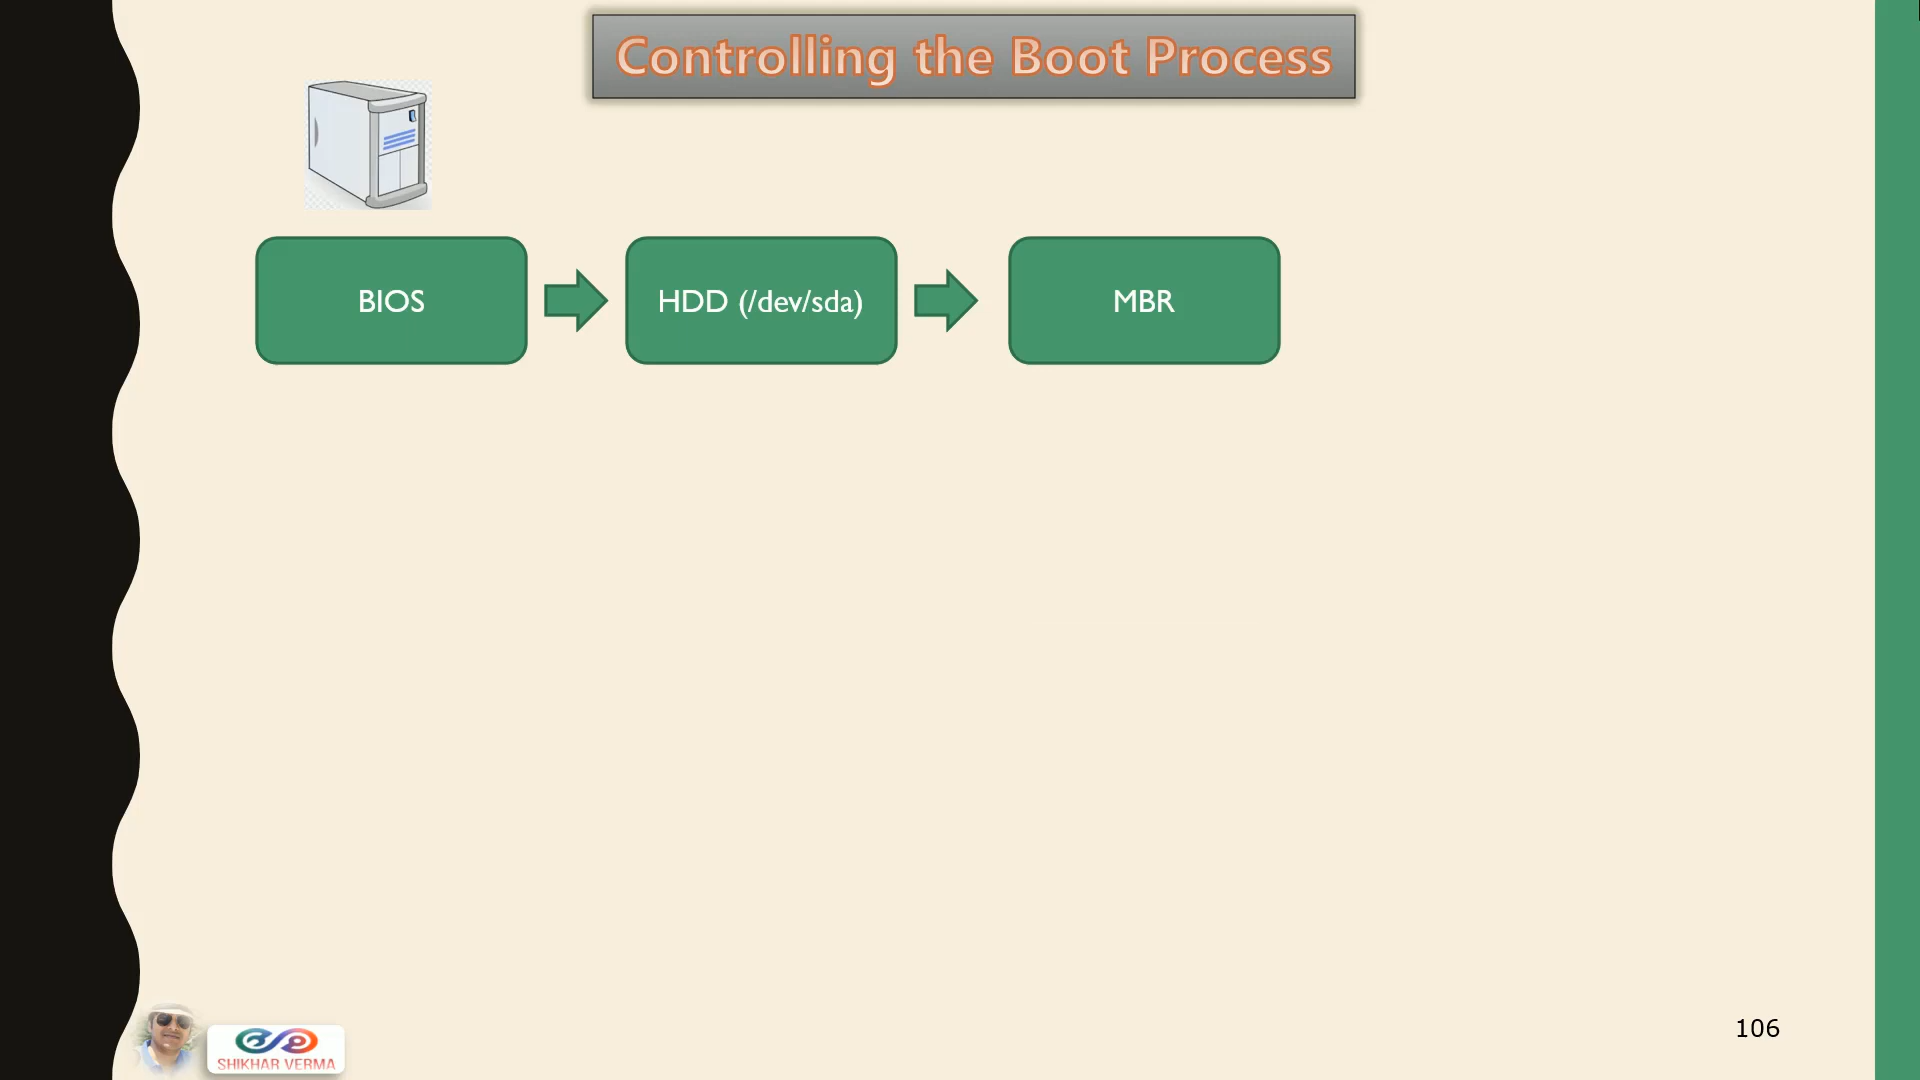 Controlling the Boot Process
BIOS
HDD (/dev/sda)
MBR
SHIKHAR VERMA
106